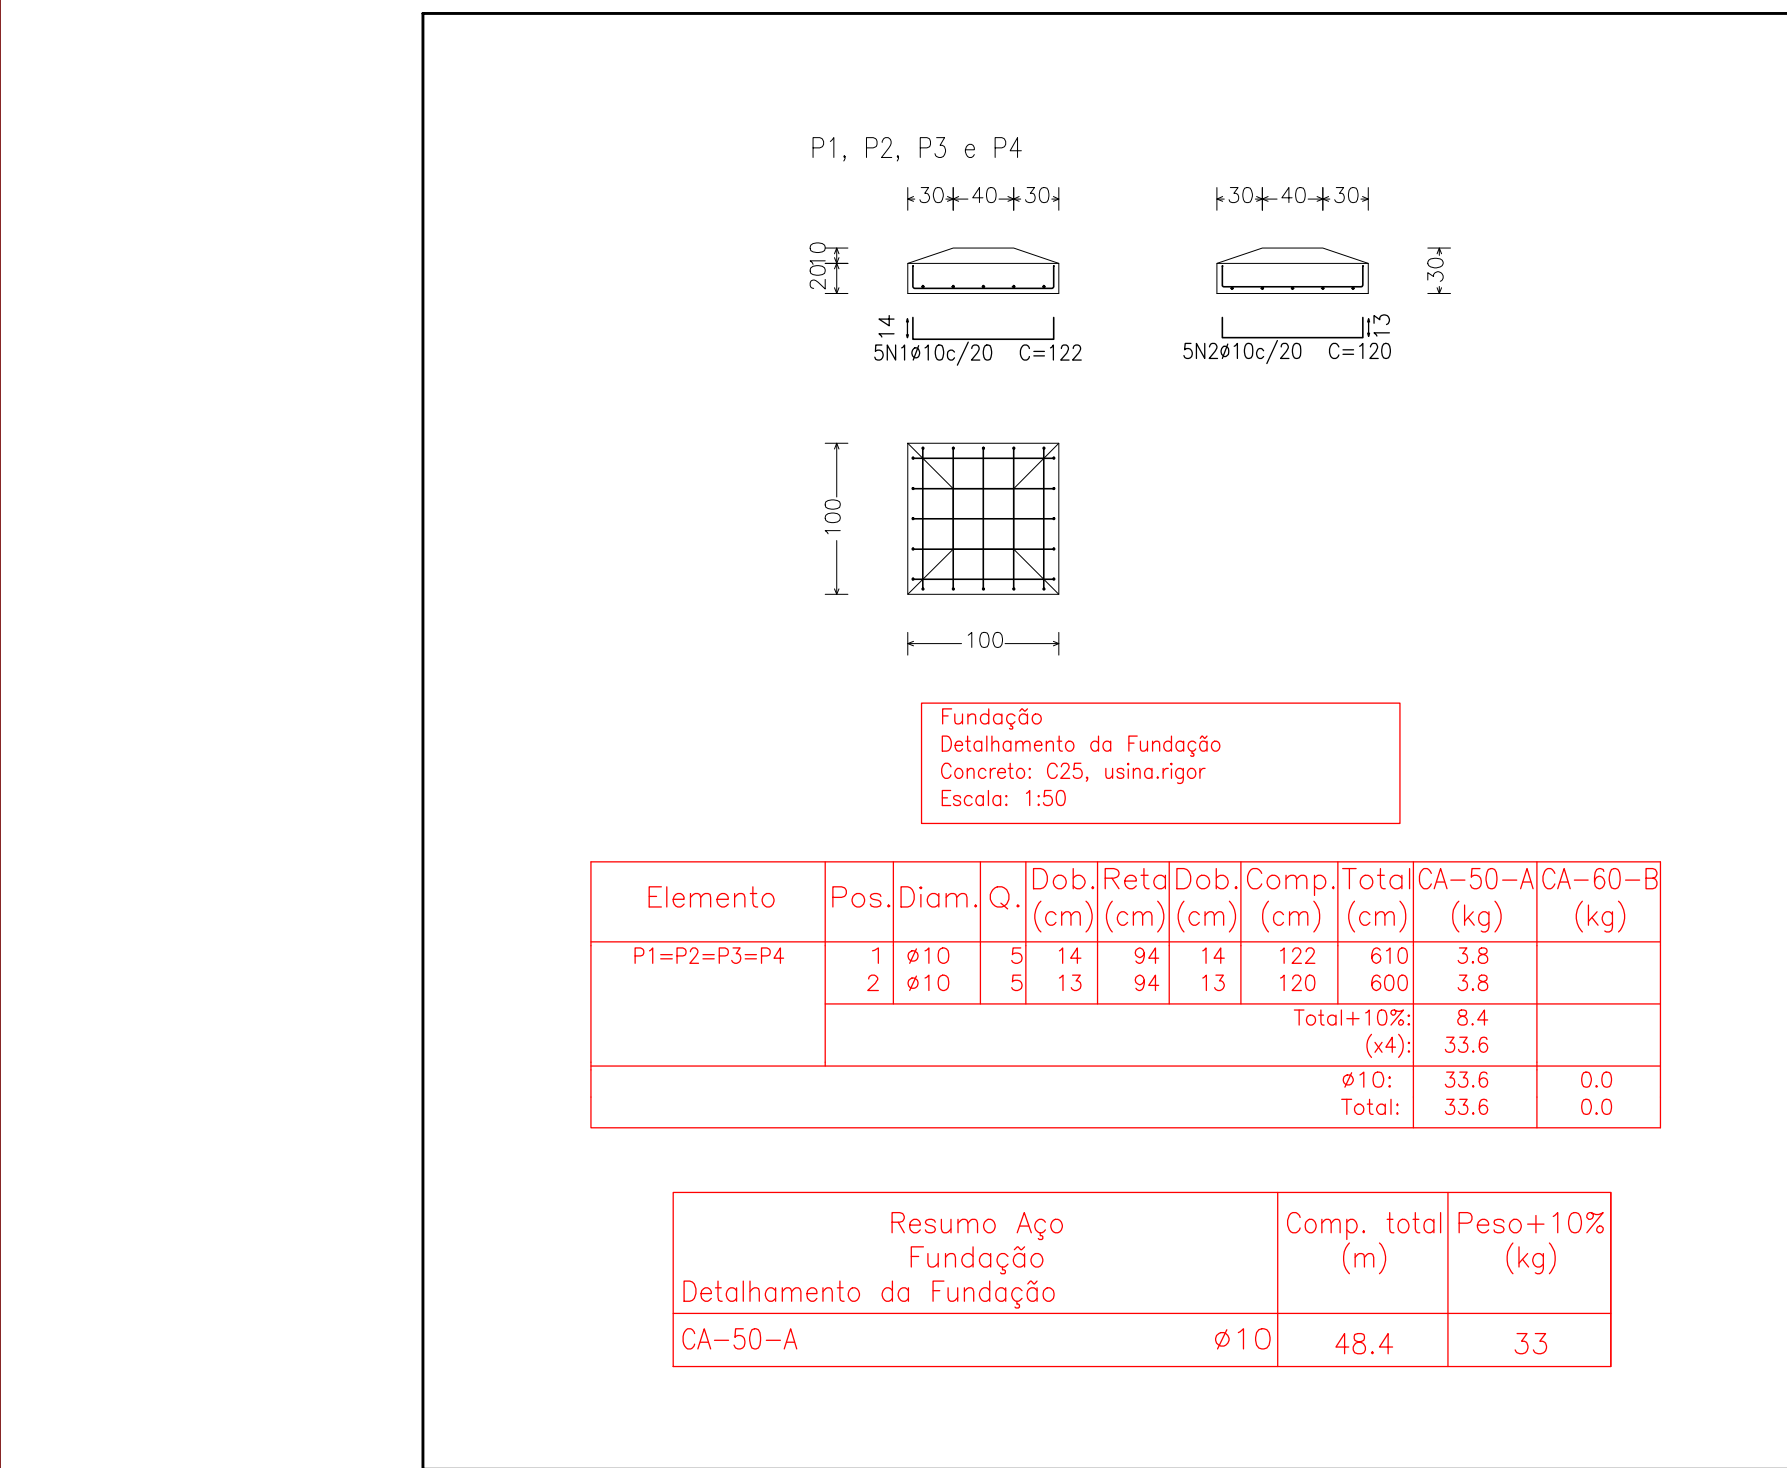 P1, P2, P3 e P4
30 40 30
30 40 30
10
20
30
14
13
5N1ø10c/20 C=122
5N2ø10c/20 C=120
100
100
Fundação
Detalhamento da Fundação
Concreto: C25, usina.rigor
Escala: 1:50
Elemento Pos. Diam. Q. Dob. (cm) Reta (cm) Dob. (cm) Comp. (cm) Total (cm) CA-50-A (kg) CA-60-B (kg)
P1=P2=P3=P4 1 ø10 5 14 94 14 122 610 3.8
2 ø10 5 13 94 13 120 600 3.8
Total+10%: 8.4
(x4): 33.6
ø10: 33.6 0.0
Total: 33.6 0.0
Resumo Aço
Fundação
Detalhamento da Fundação
Comp. total
(m)
Peso+10%
(kg)
CA-50-A ø10 48.4 33